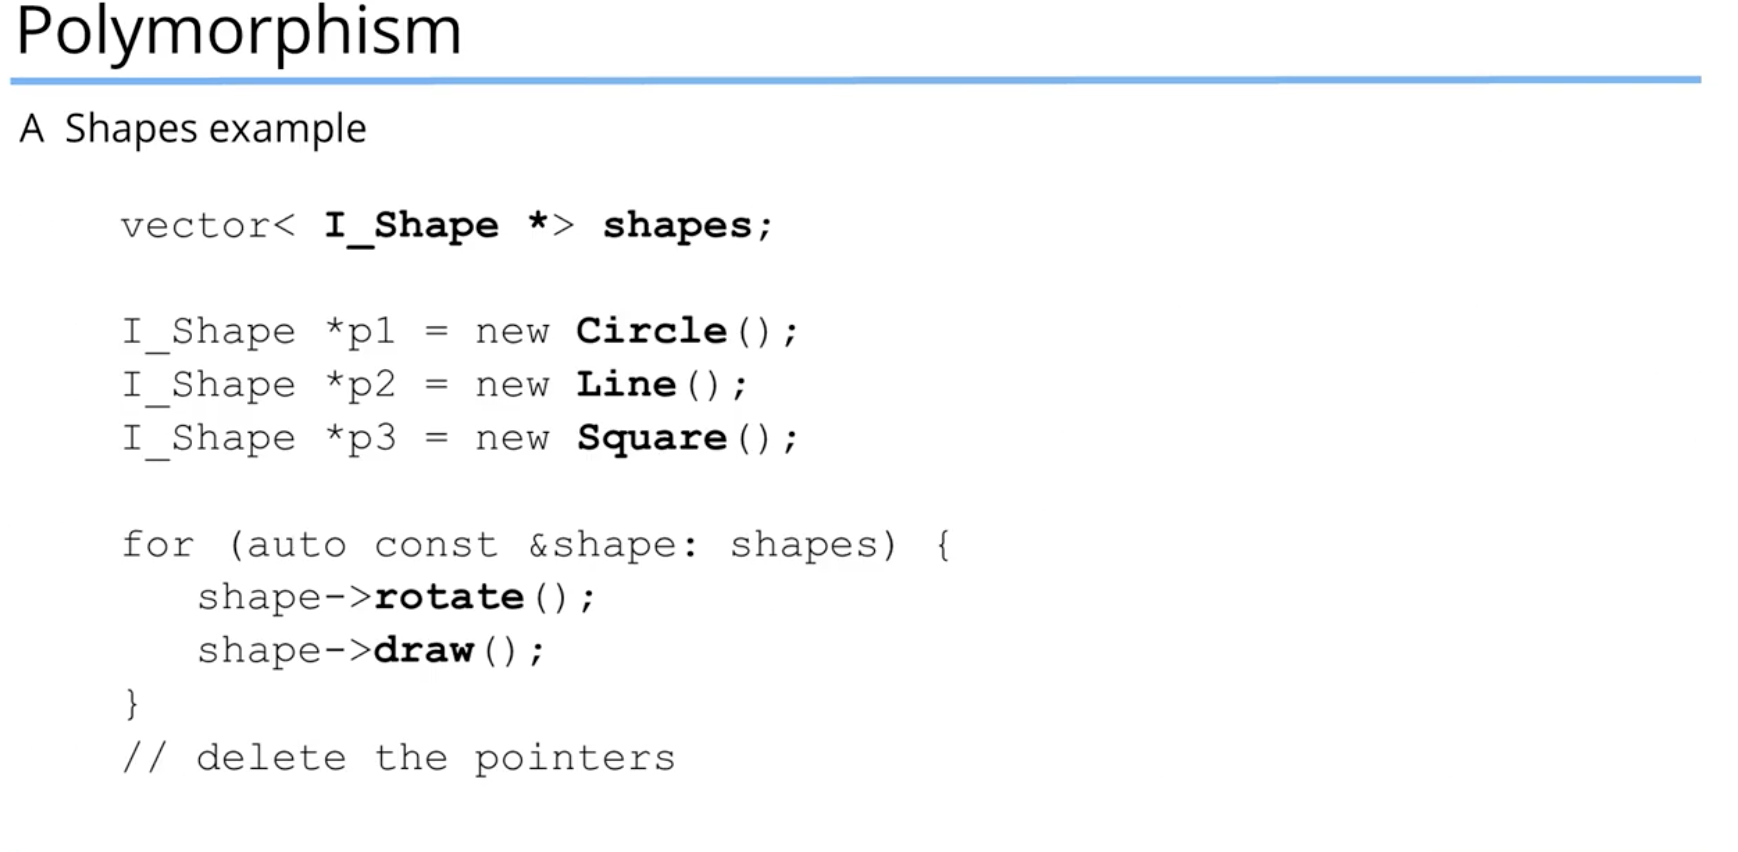 Polymorphism
A Shapes example
vector< I_Shape *> shapes;
I_Shape *p1 = new Circle();
I_Shape *p2 = new Line();
I_Shape *p3 = new Square();
for (auto const &shape: shapes) {
shape->rotate();
shape->draw();
}
// delete the pointers